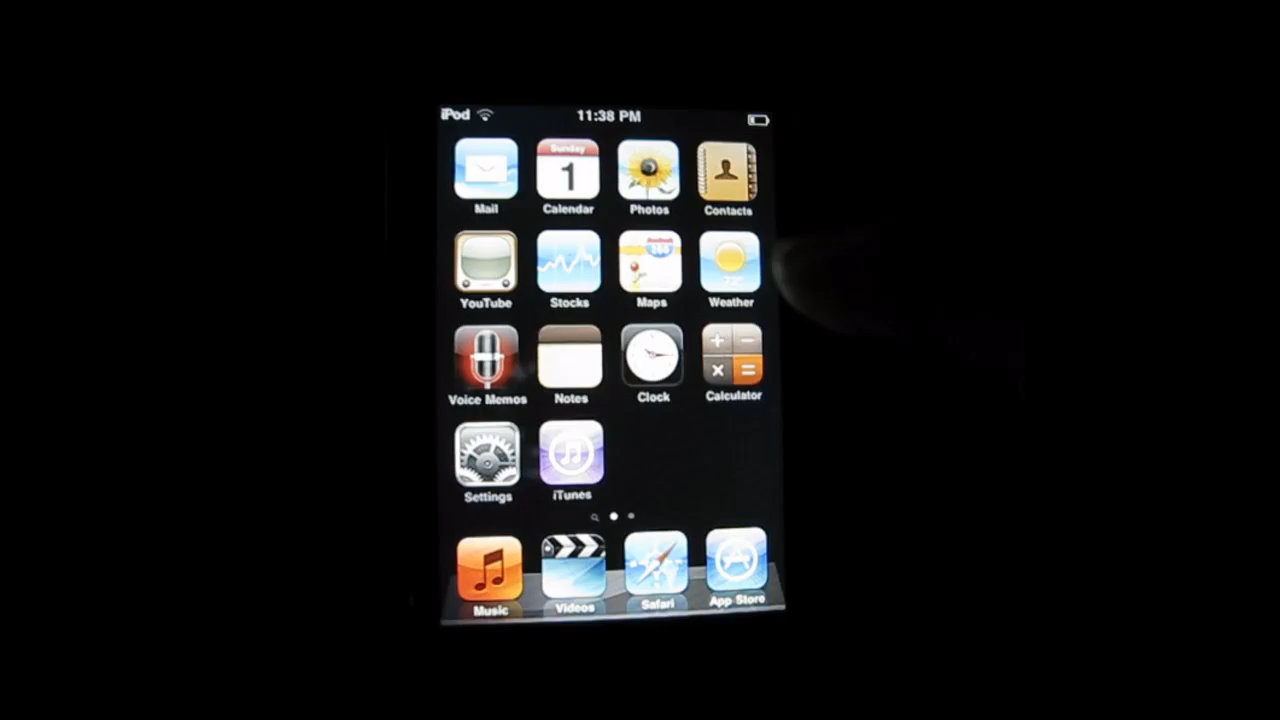 iPod 11:38 PM
Sunday
1
Mail Calendar Photos Contacts
YouTube Stocks Maps Weather
Voice Memos Notes Clock Calculator
Settings iTunes
Music Videos Safari App Store